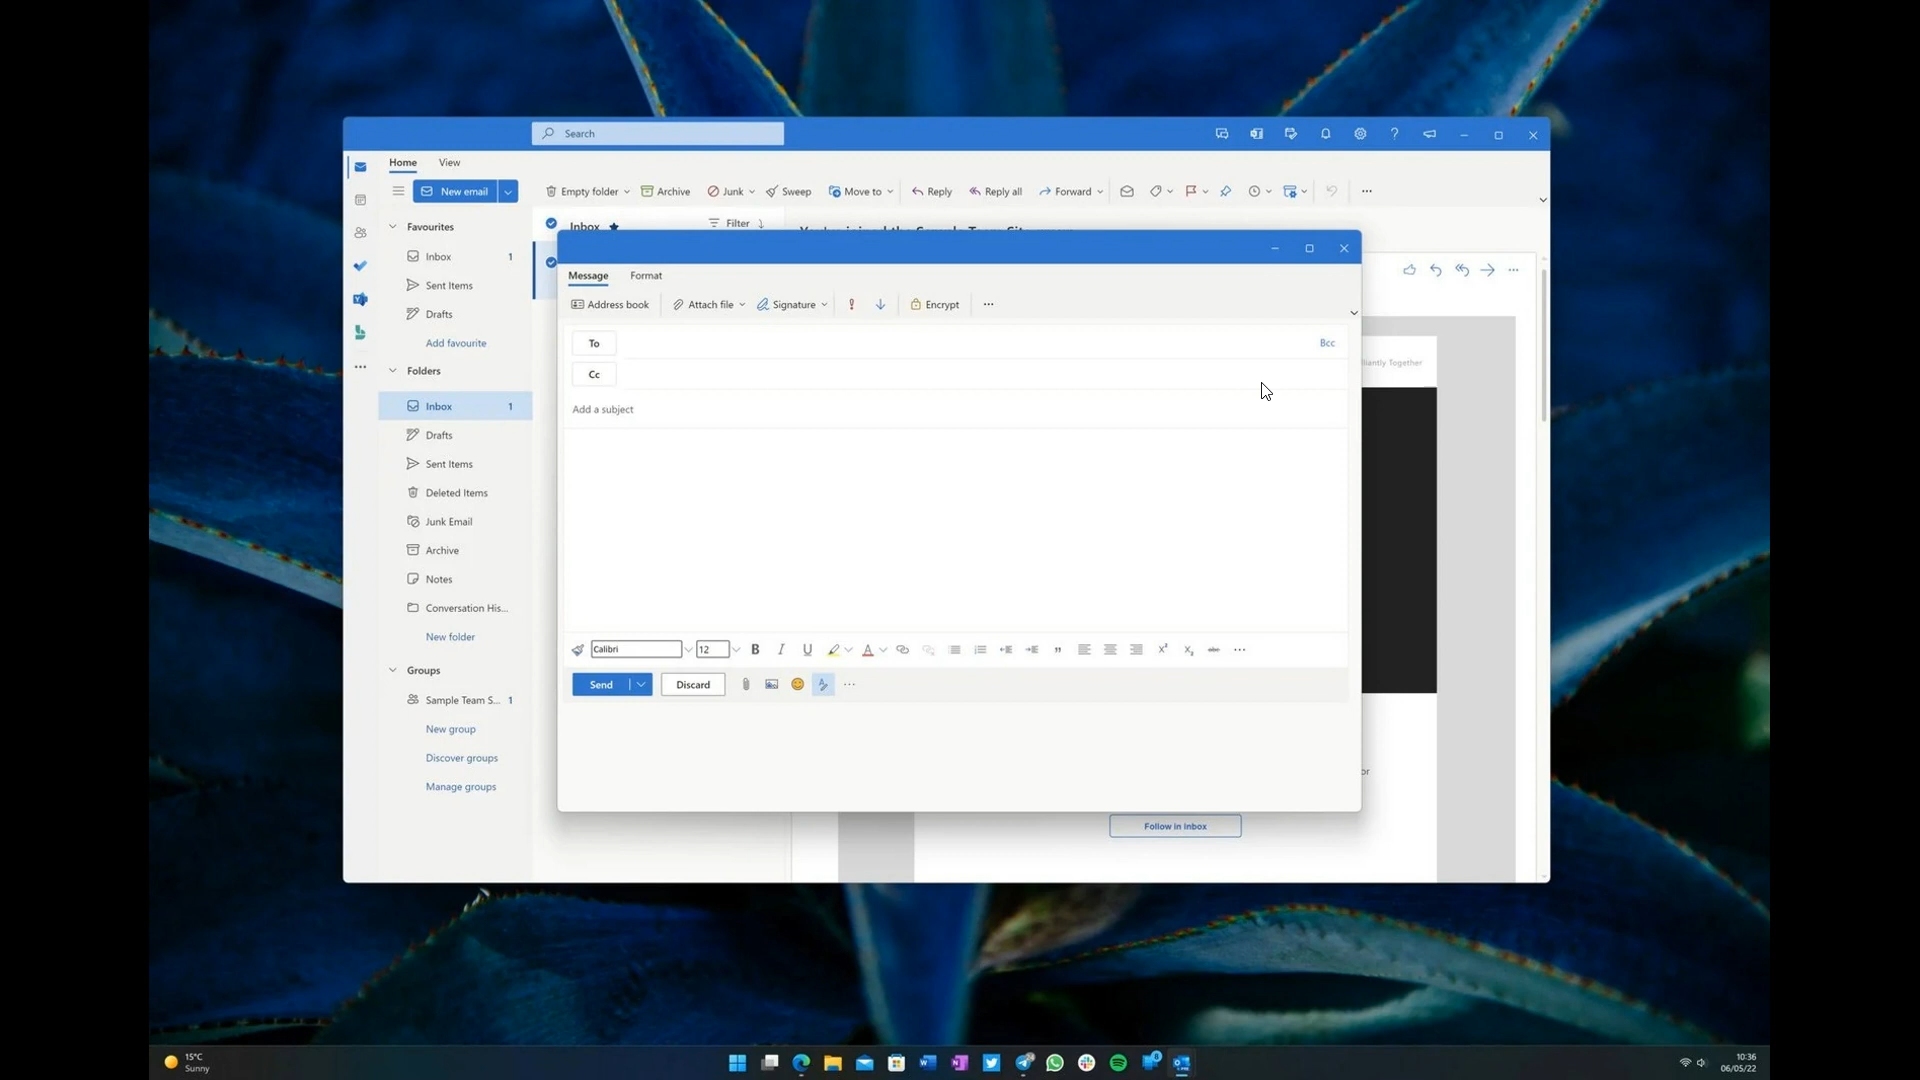 Search
Home View
New email
Empty folder Archive Junk Sweep Move to Reply Reply all Forward
Favourites
Inbox 1
Sent Items
Drafts
Add favourite
Folders
Inbox 1
Drafts
Sent Items
Deleted Items
Junk Email
Archive
Notes
Conversation His...
New folder
Groups
Sample Team S... 1
New group
Discover groups
Manage groups
Inbox Filter
Message Format
Address book Attach file Signature Encrypt
To Bcc
Cc
Add a subject
Calibri 12 B I U
Send Discard
Together
or
Follow in inbox
15°C
Sunny
10:36
06/05/22